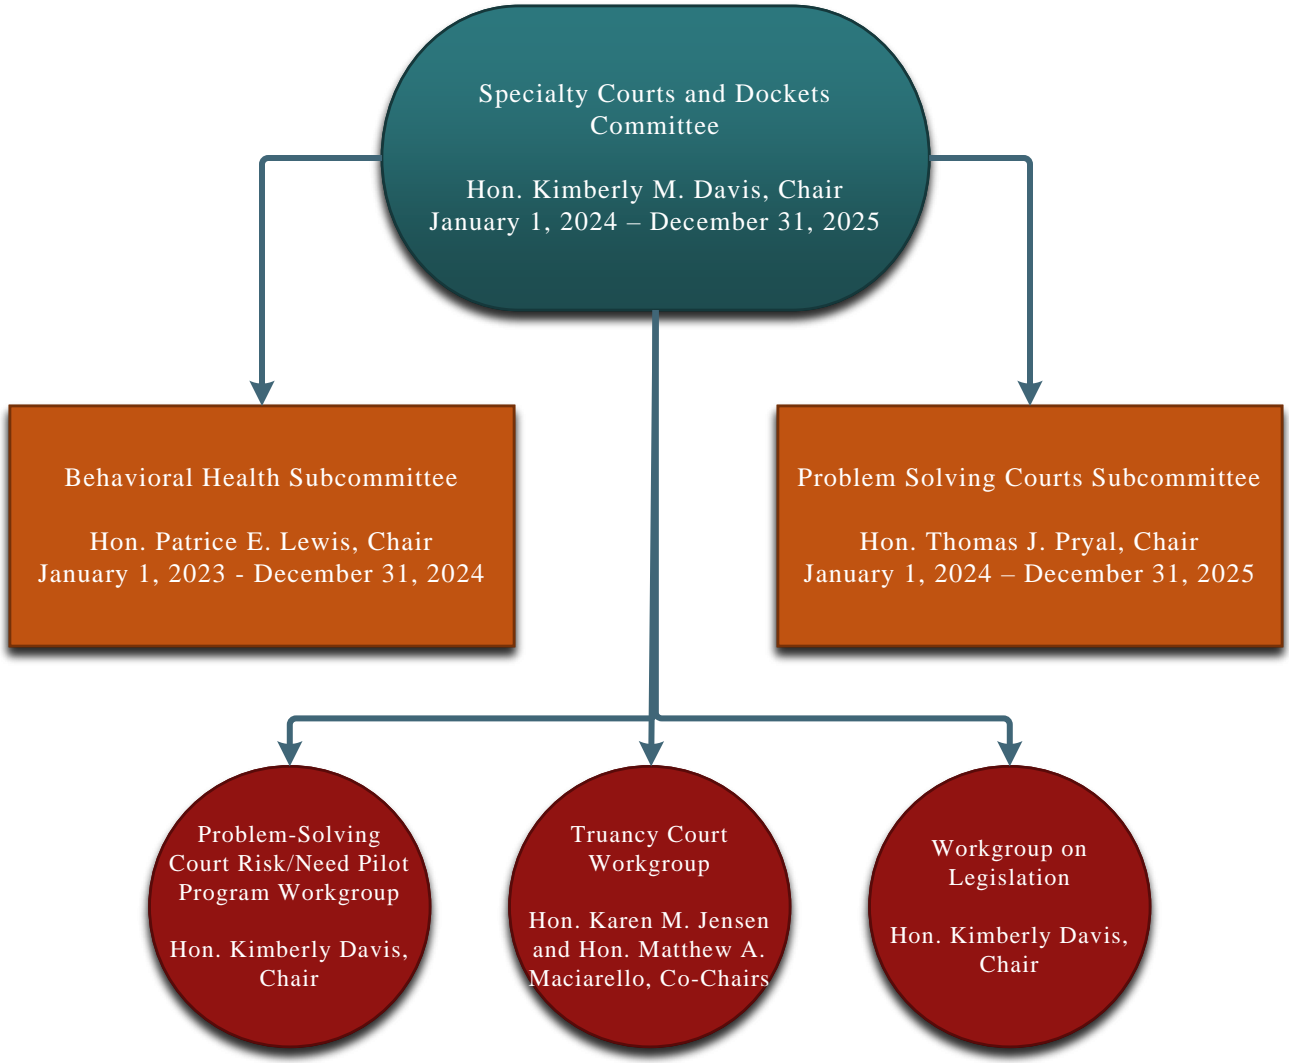 Specialty Courts and Dockets
Committee
Hon. Kimberly M. Davis, Chair
January 1, 2024 – December 31, 2025
Behavioral Health Subcommittee
Hon. Patrice E. Lewis, Chair
January 1, 2023 - December 31, 2024
Problem Solving Courts Subcommittee
Hon. Thomas J. Pryal, Chair
January 1, 2024 – December 31, 2025
Problem-Solving
Court Risk/Need Pilot
Program Workgroup
Hon. Kimberly Davis,
Chair
Truancy Court
Workgroup
Hon. Karen M. Jensen
and Hon. Matthew A.
Maciarello, Co-Chairs
Workgroup on
Legislation
Hon. Kimberly Davis,
Chair